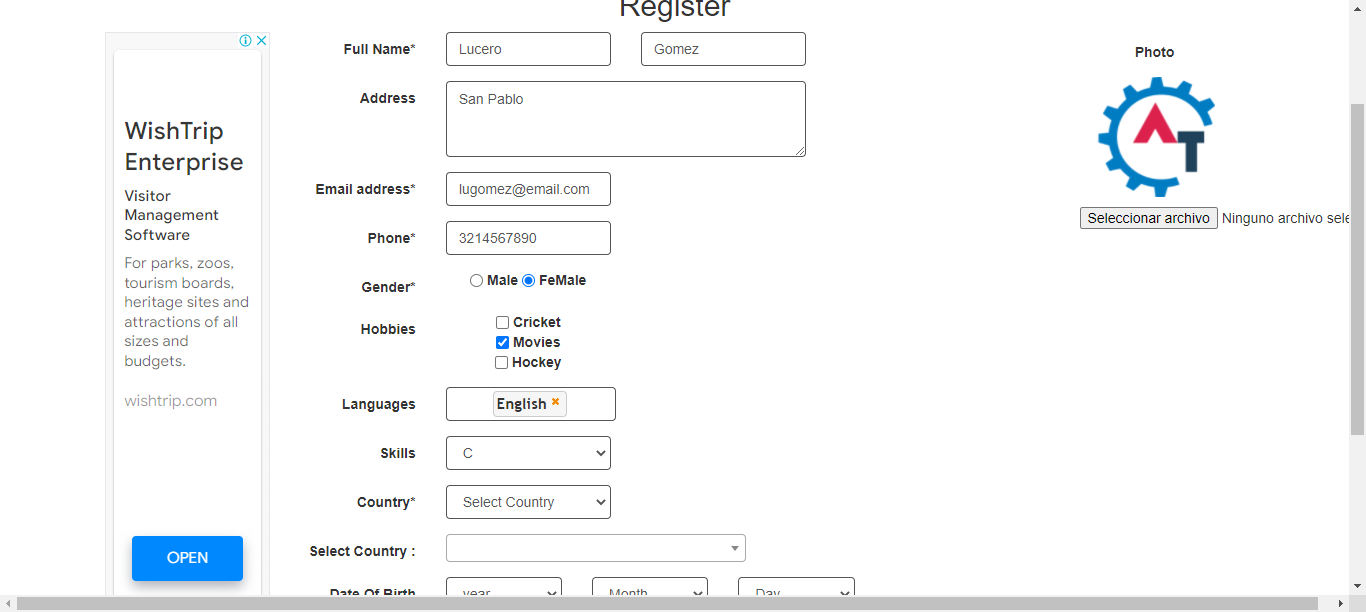 Register
WishTrip
Enterprise
Visitor
Management
Software
For parks, zoos,
tourism boards,
heritage sites and
attractions of all
sizes and
budgets.
wishtrip.com
OPEN
Full Name* Lucero Gomez
Address San Pablo
Email address* lugomez@email.com
Phone* 3214567890
Gender* Male FeMale
Hobbies Cricket
Movies
Hockey
Languages English
Skills C
Country* Select Country
Select Country :
Date Of Birth year Month Day
Photo
AT
Seleccionar archivo Ninguno archivo sele